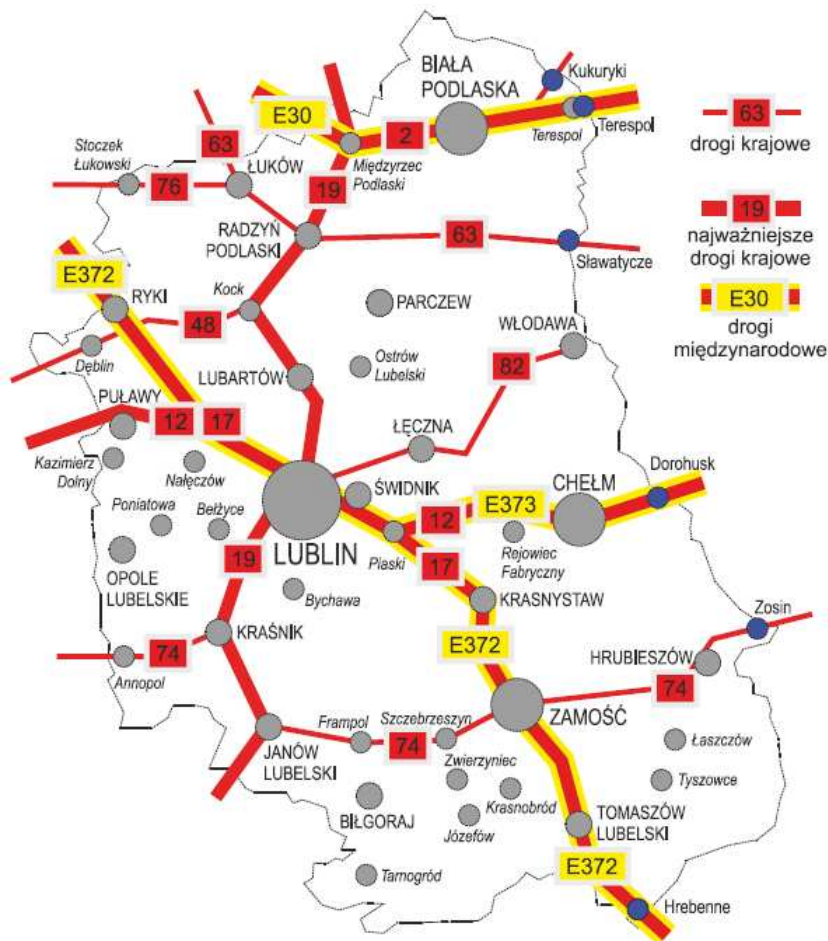 Kukuryki
BIAŁA
PODLASKA
E30
2
Terespol
Terespol
63
drogi krajowe
Stoczek
Łukowski
63
Międzyrzec
Podlaski
ŁUKÓW
76
19
19
najważniejsze
drogi krajowe
RADZYŃ
PODLASKI
63
Sławatycze
E372
E30
drogi
międzynarodowe
RYKI
Kock
PARCZEW
48
WŁODAWA
Dęblin
Ostrów
Lubelski
82
LUBARTÓW
PUŁAWY
12
17
ŁĘCZNA
Kazimierz
Dolny
Nałęczów
Dorohusk
ŚWIDNIK
CHEŁM
Poniatowa
Bełżyce
12
E373
LUBLIN
Piaski
Rejowiec
Fabryczny
19
17
OPOLE
LUBELSKIE
Bychawa
KRASNYSTAW
Zosin
KRAŚNIK
E372
74
HRUBIESZÓW
Annopol
74
ZAMOŚĆ
Frampol
Szczebrzeszyn
74
Łaszczów
JANÓW
LUBELSKI
Zwierzyniec
Tyszowce
Krasnobród
BIŁGORAJ
Józefów
TOMASZÓW
LUBELSKI
Tarnogród
E372
Hrebenne